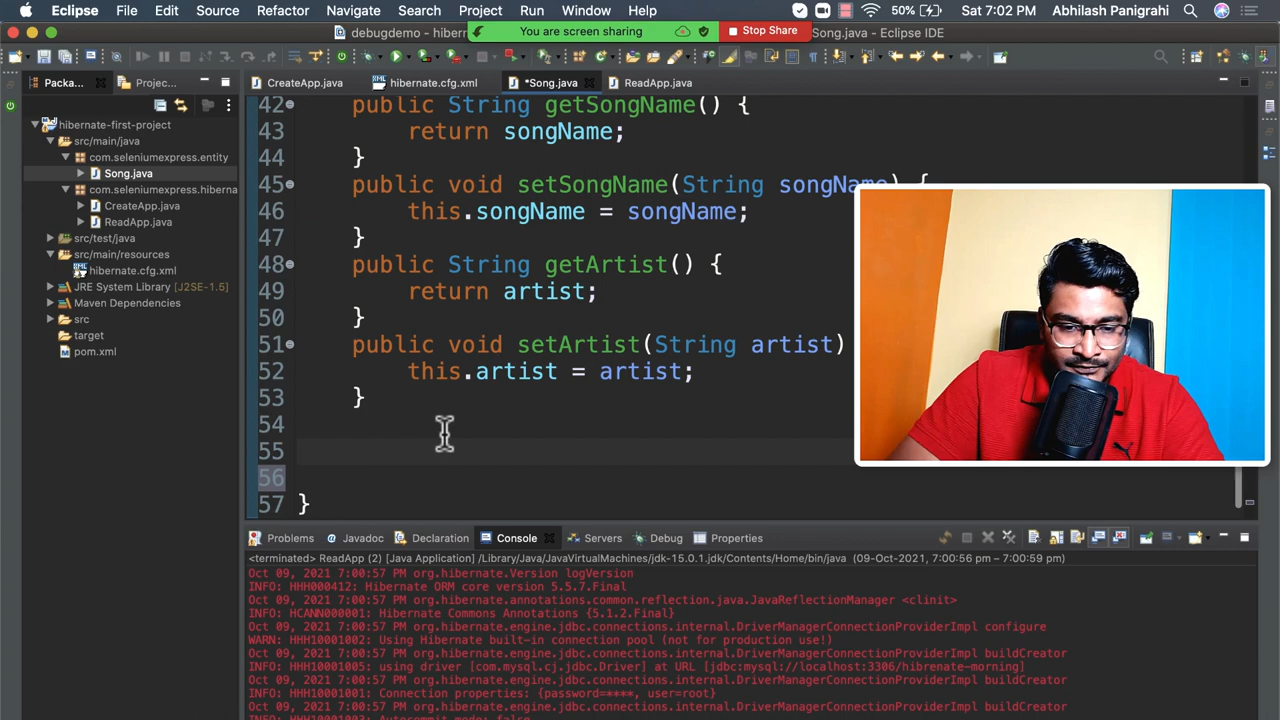 Eclipse File Edit Source Refactor Navigate Search Project Run Window Help 50% Sat 7:02 PM Abhilash Panigrahi
debugdemo - hiber Song.java - Eclipse IDE
You are screen sharing Stop Share
Packa... Projec... CreateApp.java hibernate.cfg.xml *Song.java ReadApp.java
hibernate-first-project
src/main/java
com.seleniumexpress.entity
Song.java
com.seleniumexpress.hiberna
CreateApp.java
ReadApp.java
src/test/java
src/main/resources
hibernate.cfg.xml
JRE System Library [J2SE-1.5]
Maven Dependencies
src
target
pom.xml
42 public String getSongName() {
43 return songName;
44 }
45 public void setSongName(String songName) {
46 this.songName = songName;
47 }
48 public String getArtist() {
49 return artist;
50 }
51 public void setArtist(String artist)
52 this.artist = artist;
53 }
54
55
56
57 }
Problems Javadoc Declaration Console Servers Debug Properties
<terminated> ReadApp (2) [Java Application] /Library/Java/JavaVirtualMachines/jdk-15.0.1.jdk/Contents/Home/bin/java (09-Oct-2021, 7:00:56 pm – 7:00:59 pm)
Oct 09, 2021 7:00:57 PM org.hibernate.Version logVersion
INFO: HHH000412: Hibernate ORM core version 5.5.7.Final
Oct 09, 2021 7:00:57 PM org.hibernate.annotations.common.reflection.java.JavaReflectionManager <clinit>
INFO: HCANN000001: Hibernate Commons Annotations {5.1.2.Final}
Oct 09, 2021 7:00:57 PM org.hibernate.engine.jdbc.connections.internal.DriverManagerConnectionProviderImpl configure
WARN: HHH10001002: Using Hibernate built-in connection pool (not for production use!)
Oct 09, 2021 7:00:57 PM org.hibernate.engine.jdbc.connections.internal.DriverManagerConnectionProviderImpl buildCreator
INFO: HHH10001005: using driver [com.mysql.cj.jdbc.Driver] at URL [jdbc:mysql://localhost:3306/hibrenate-morning]
Oct 09, 2021 7:00:57 PM org.hibernate.engine.jdbc.connections.internal.DriverManagerConnectionProviderImpl buildCreator
INFO: HHH10001001: Connection properties: {password=****, user=root}
Oct 09, 2021 7:00:57 PM org.hibernate.engine.jdbc.connections.internal.DriverManagerConnectionProviderImpl buildCreator
INFO: HHH10001003: Autocommit mode: false